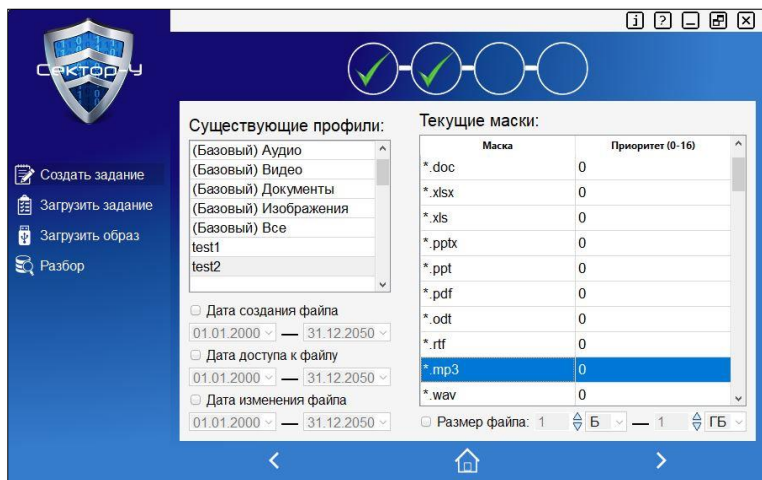 Сектор-У
Создать задание
Загрузить задание
Загрузить образ
Разбор
Существующие профили:
(Базовый) Аудио
(Базовый) Видео
(Базовый) Документы
(Базовый) Изображения
(Базовый) Все
test1
test2
Дата создания файла
01.01.2000 — 31.12.2050
Дата доступа к файлу
01.01.2000 — 31.12.2050
Дата изменения файла
01.01.2000 — 31.12.2050
Текущие маски:
Маска Приоритет (0-16)
*.doc 0
*.xlsx 0
*.xls 0
*.pptx 0
*.ppt 0
*.pdf 0
*.odt 0
*.rtf 0
*.mp3 0
*.wav 0
Размер файла: 1 Б — 1 ГБ